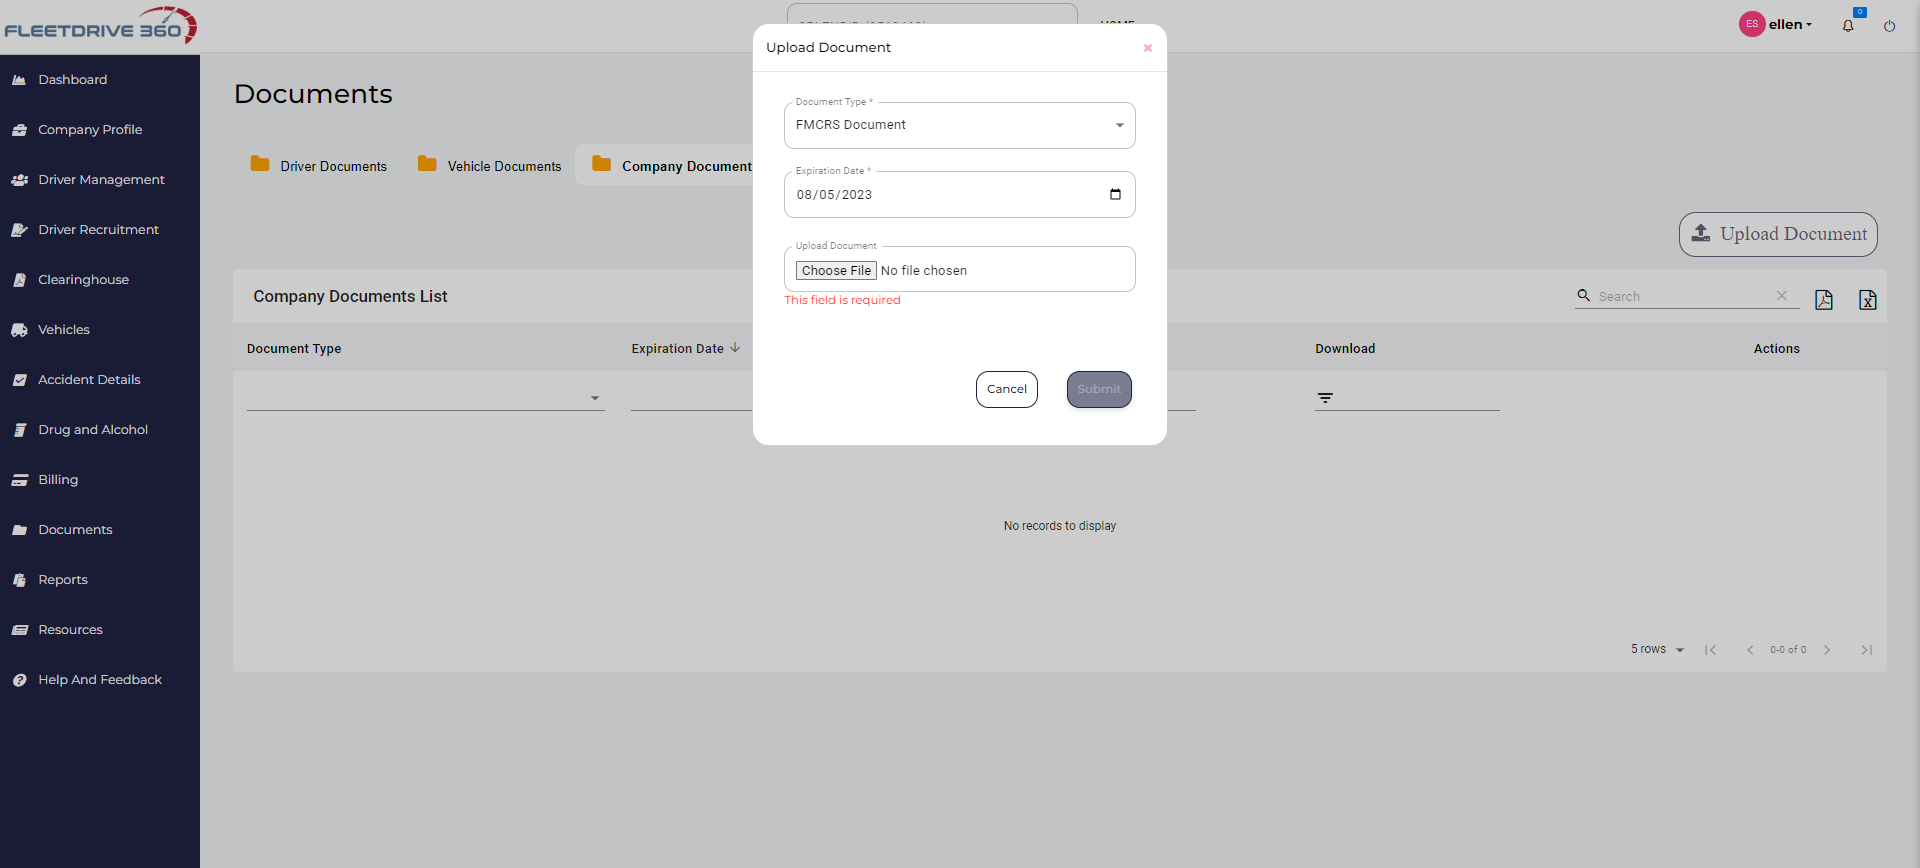 FLEETDRIVE 360
ES ellen
0
Dashboard
Company Profile
Driver Management
Driver Recruitment
Clearinghouse
Vehicles
Accident Details
Drug and Alcohol
Billing
Documents
Reports
Resources
Help And Feedback
Documents
Driver Documents
Vehicle Documents
Company Document
Upload Document
Company Documents List
Search
Document Type
Expiration Date
Download
Actions
No records to display
5 rows
0-0 of 0
Upload Document
Document Type *
FMCRS Document
Expiration Date *
08/05/2023
Upload Document
Choose File No file chosen
This field is required
Cancel
Submit